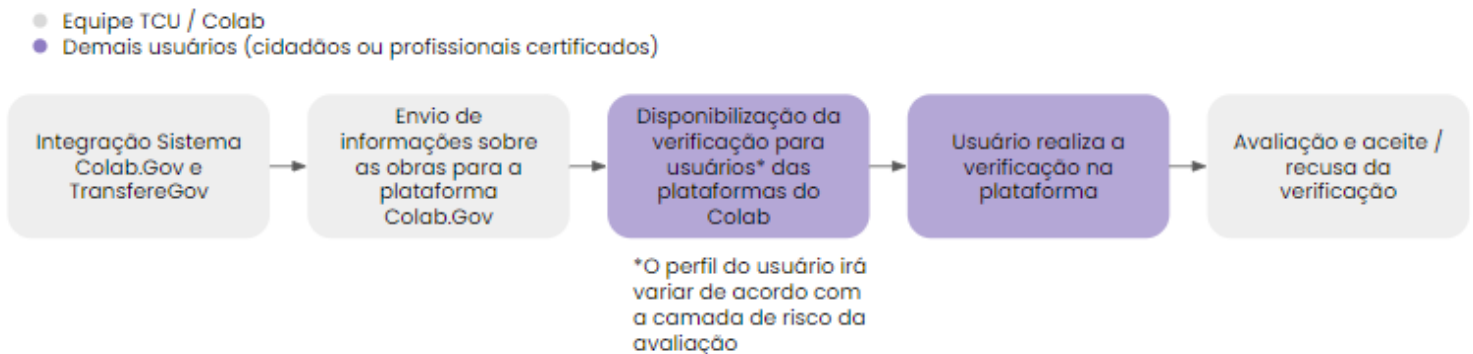 Equipe TCU / Colab
Demais usuários (cidadãos ou profissionais certificados)
Integração Sistema
Colab.Gov e
TransfereGov
Envio de
informações sobre
as obras para a
plataforma
Colab.Gov
Disponibilização da
verificação para
usuários* das
plataformas do
Colab
Usuário realiza a
verificação na
plataforma
Avaliação e aceite /
recusa da
verificação
*O perfil do usuário irá
variar de acordo com
a camada de risco da
avaliação